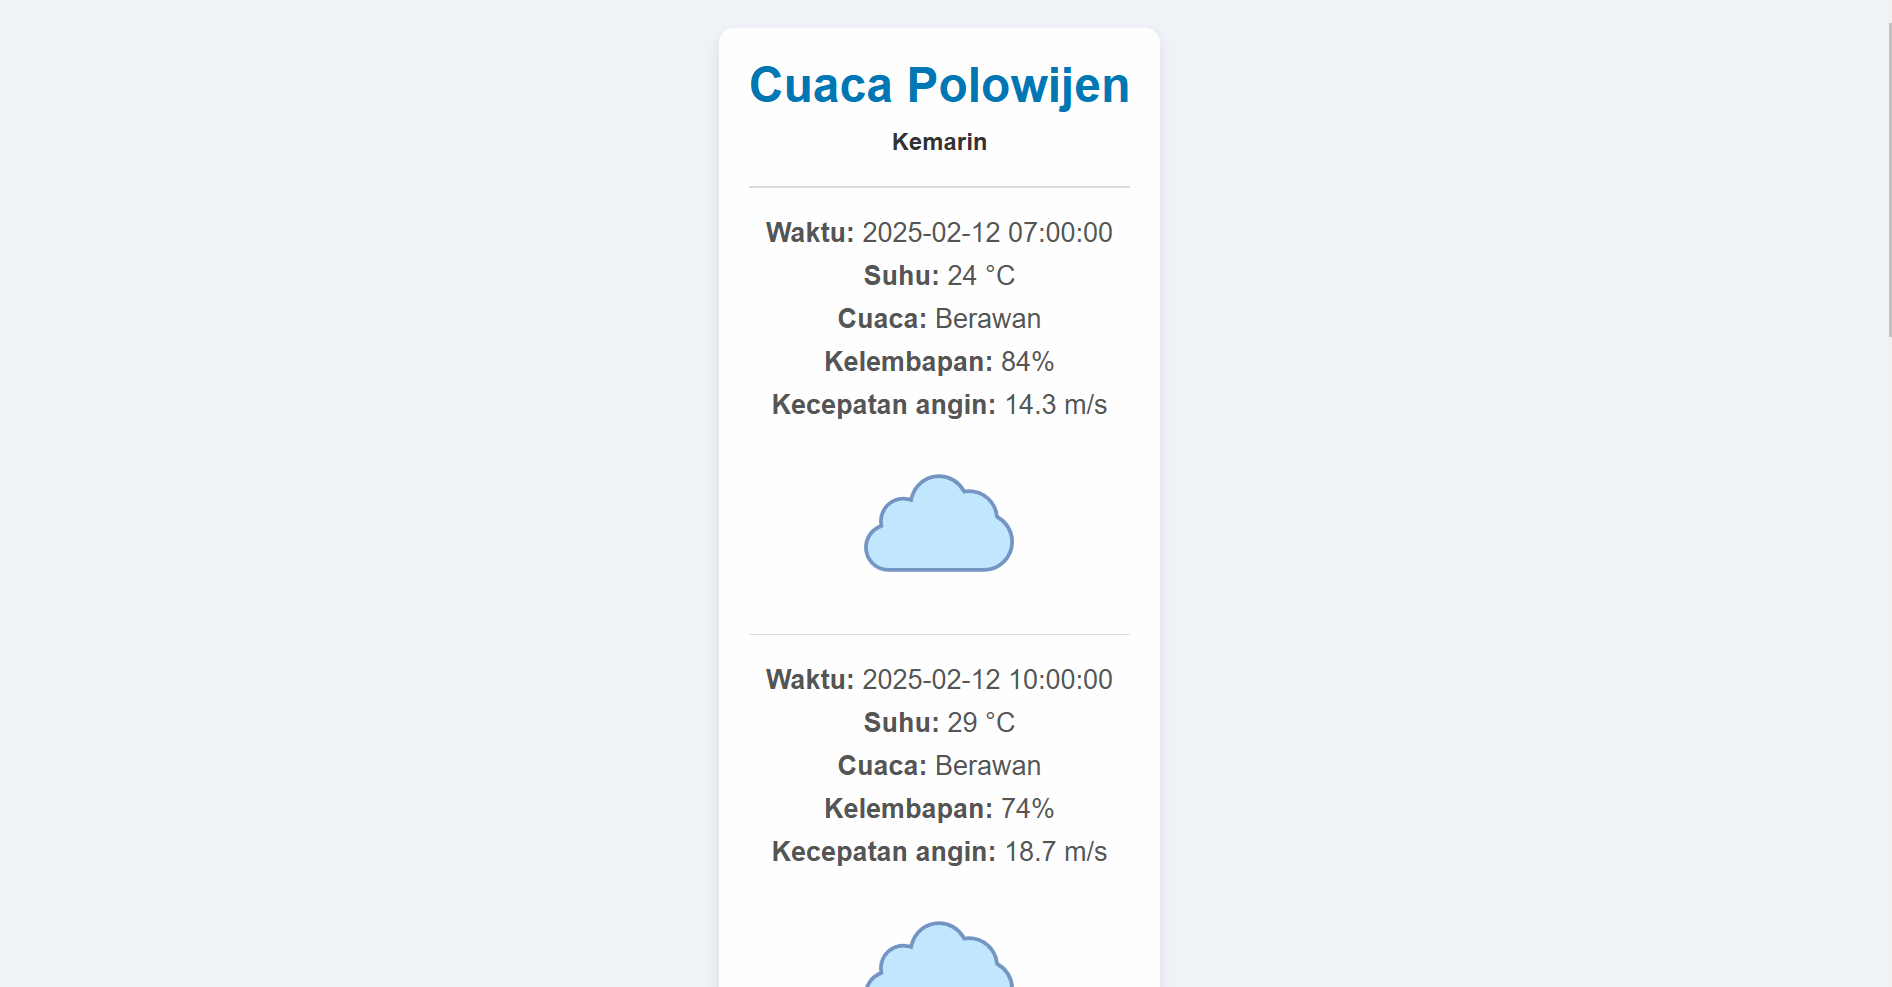 Cuaca Polowijen
Kemarin
Waktu: 2025-02-12 07:00:00
Suhu: 24 °C
Cuaca: Berawan
Kelembapan: 84%
Kecepatan angin: 14.3 m/s
Waktu: 2025-02-12 10:00:00
Suhu: 29 °C
Cuaca: Berawan
Kelembapan: 74%
Kecepatan angin: 18.7 m/s